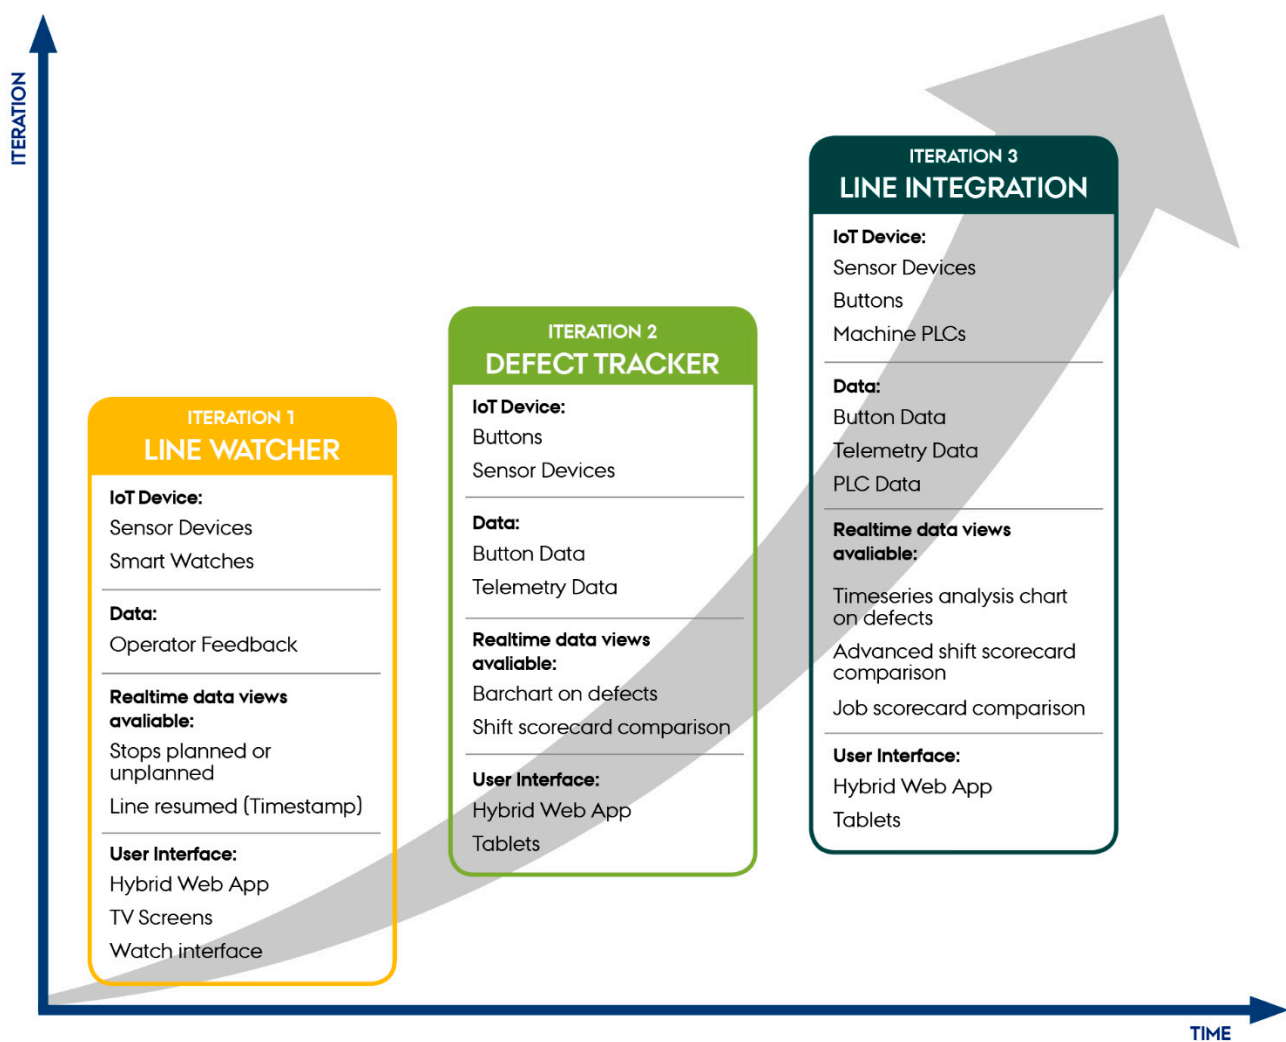 ITERATION
ITERATION 1
LINE WATCHER
IoT Device:
Sensor Devices
Smart Watches
Data:
Operator Feedback
Realtime data views
avaliable:
Stops planned or
unplanned
Line resumed (Timestamp)
User Interface:
Hybrid Web App
TV Screens
Watch interface
ITERATION 2
DEFECT TRACKER
IoT Device:
Buttons
Sensor Devices
Data:
Button Data
Telemetry Data
Realtime data views
avaliable:
Barchart on defects
Shift scorecard comparison
User Interface:
Hybrid Web App
Tablets
ITERATION 3
LINE INTEGRATION
IoT Device:
Sensor Devices
Buttons
Machine PLCs
Data:
Button Data
Telemetry Data
PLC Data
Realtime data views
avaliable:
Timeseries analysis chart
on defects
Advanced shift scorecard
comparison
Job scorecard comparison
User Interface:
Hybrid Web App
Tablets
TIME